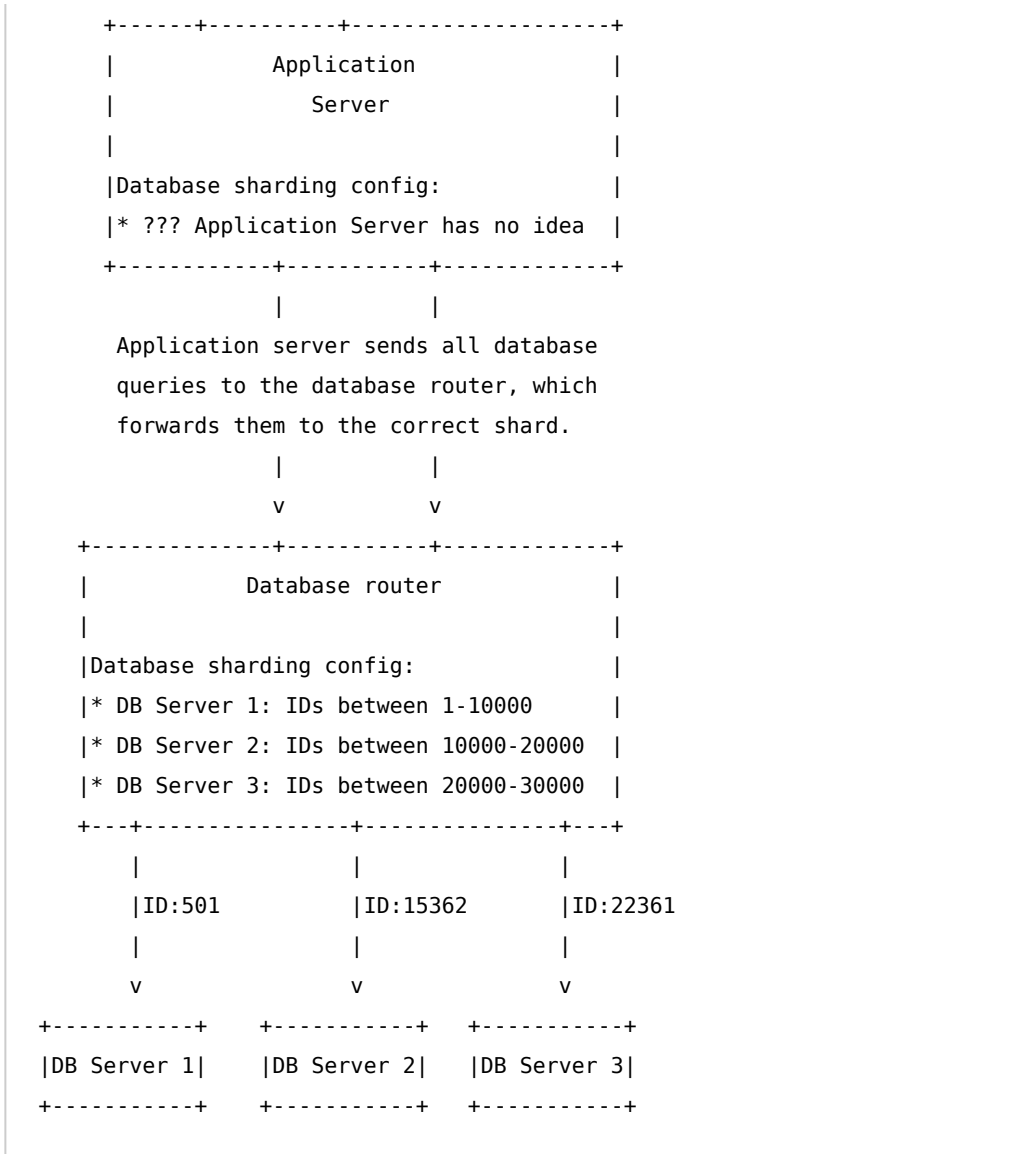 Application
Server
Database sharding config:
* ??? Application Server has no idea
Application server sends all database
queries to the database router, which
forwards them to the correct shard.
v v
Database router
Database sharding config:
* DB Server 1: IDs between 1-10000
* DB Server 2: IDs between 10000-20000
* DB Server 3: IDs between 20000-30000
ID:501 ID:15362 ID:22361
v v v
DB Server 1 DB Server 2 DB Server 3